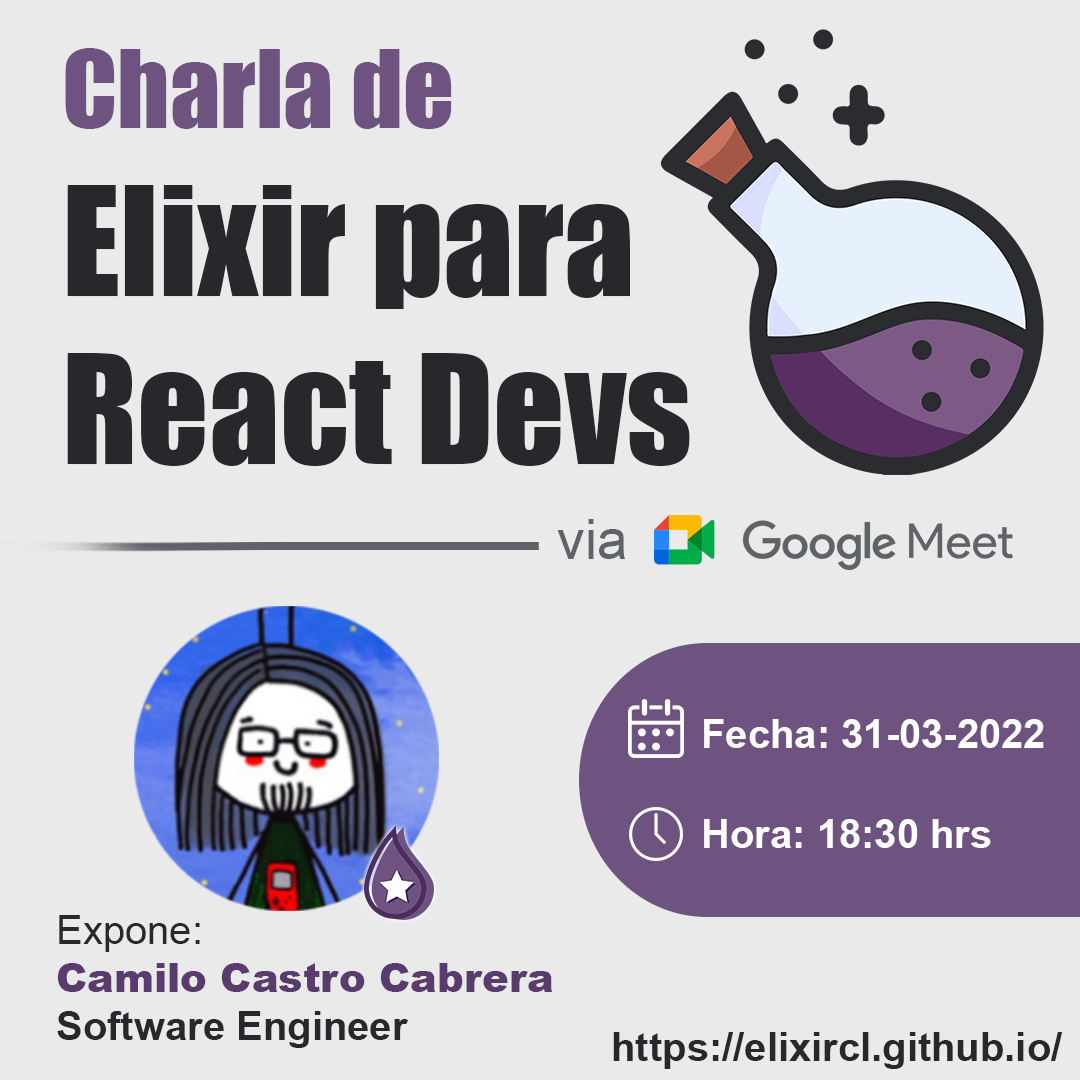 Charla de
Elixir para
React Devs
via Google Meet
Fecha: 31-03-2022
Hora: 18:30 hrs
Expone:
Camilo Castro Cabrera
Software Engineer
https://elixircl.github.io/